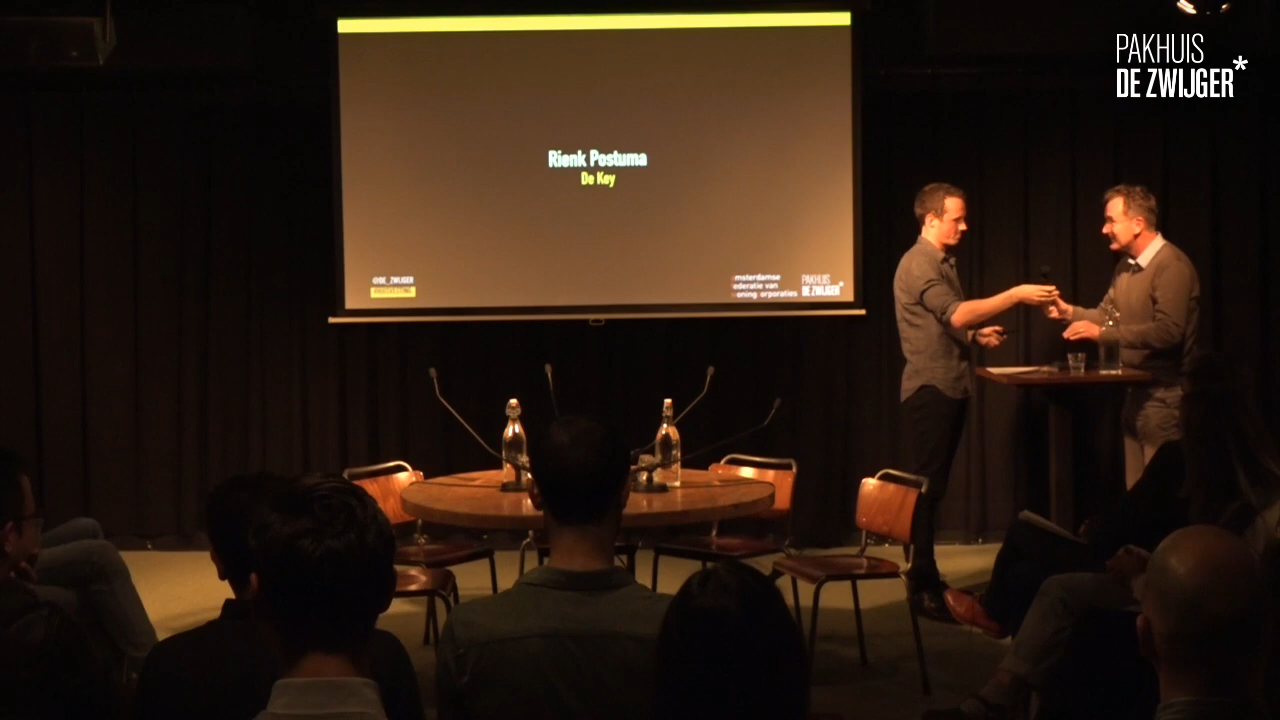 PAKHUIS
DE ZWIJGER*
Rienk Postuma
De Key
@DE_ZWIJGER
msterdamse
ederatie van
oning orporaties
PAKHUIS
DE ZWIJGER*